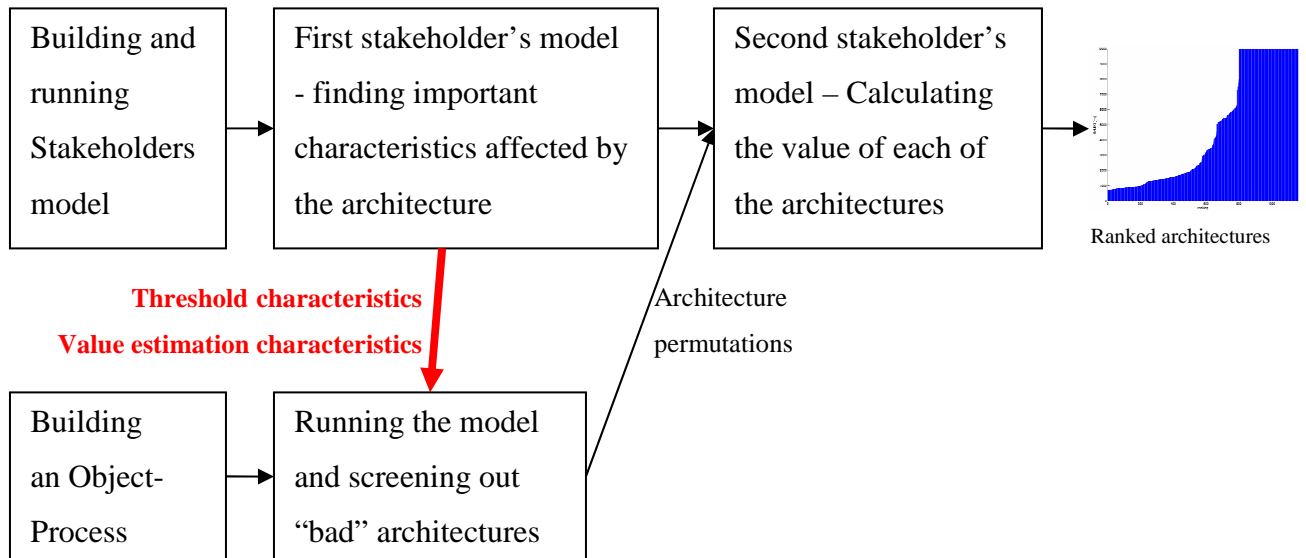 Building and
running
Stakeholders
model
First stakeholder’s model
- finding important
characteristics affected by
the architecture
Second stakeholder’s
model – Calculating
the value of each of
the architectures
Ranked architectures
Threshold characteristics
Value estimation characteristics
Architecture
permutations
Building
an Object-
Process
Running the model
and screening out
“bad” architectures